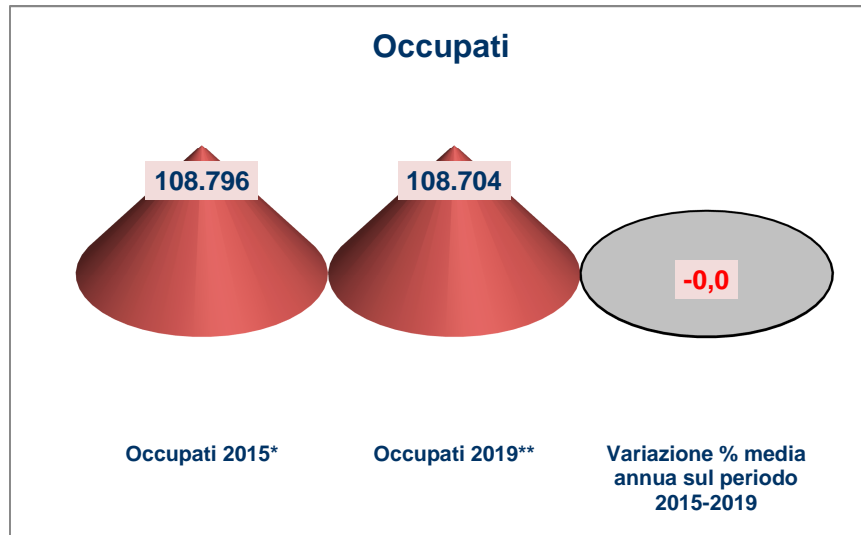 Occupati
108.796
108.704
-0,0
Occupati 2015*
Occupati 2019**
Variazione % media
annua sul periodo
2015-2019